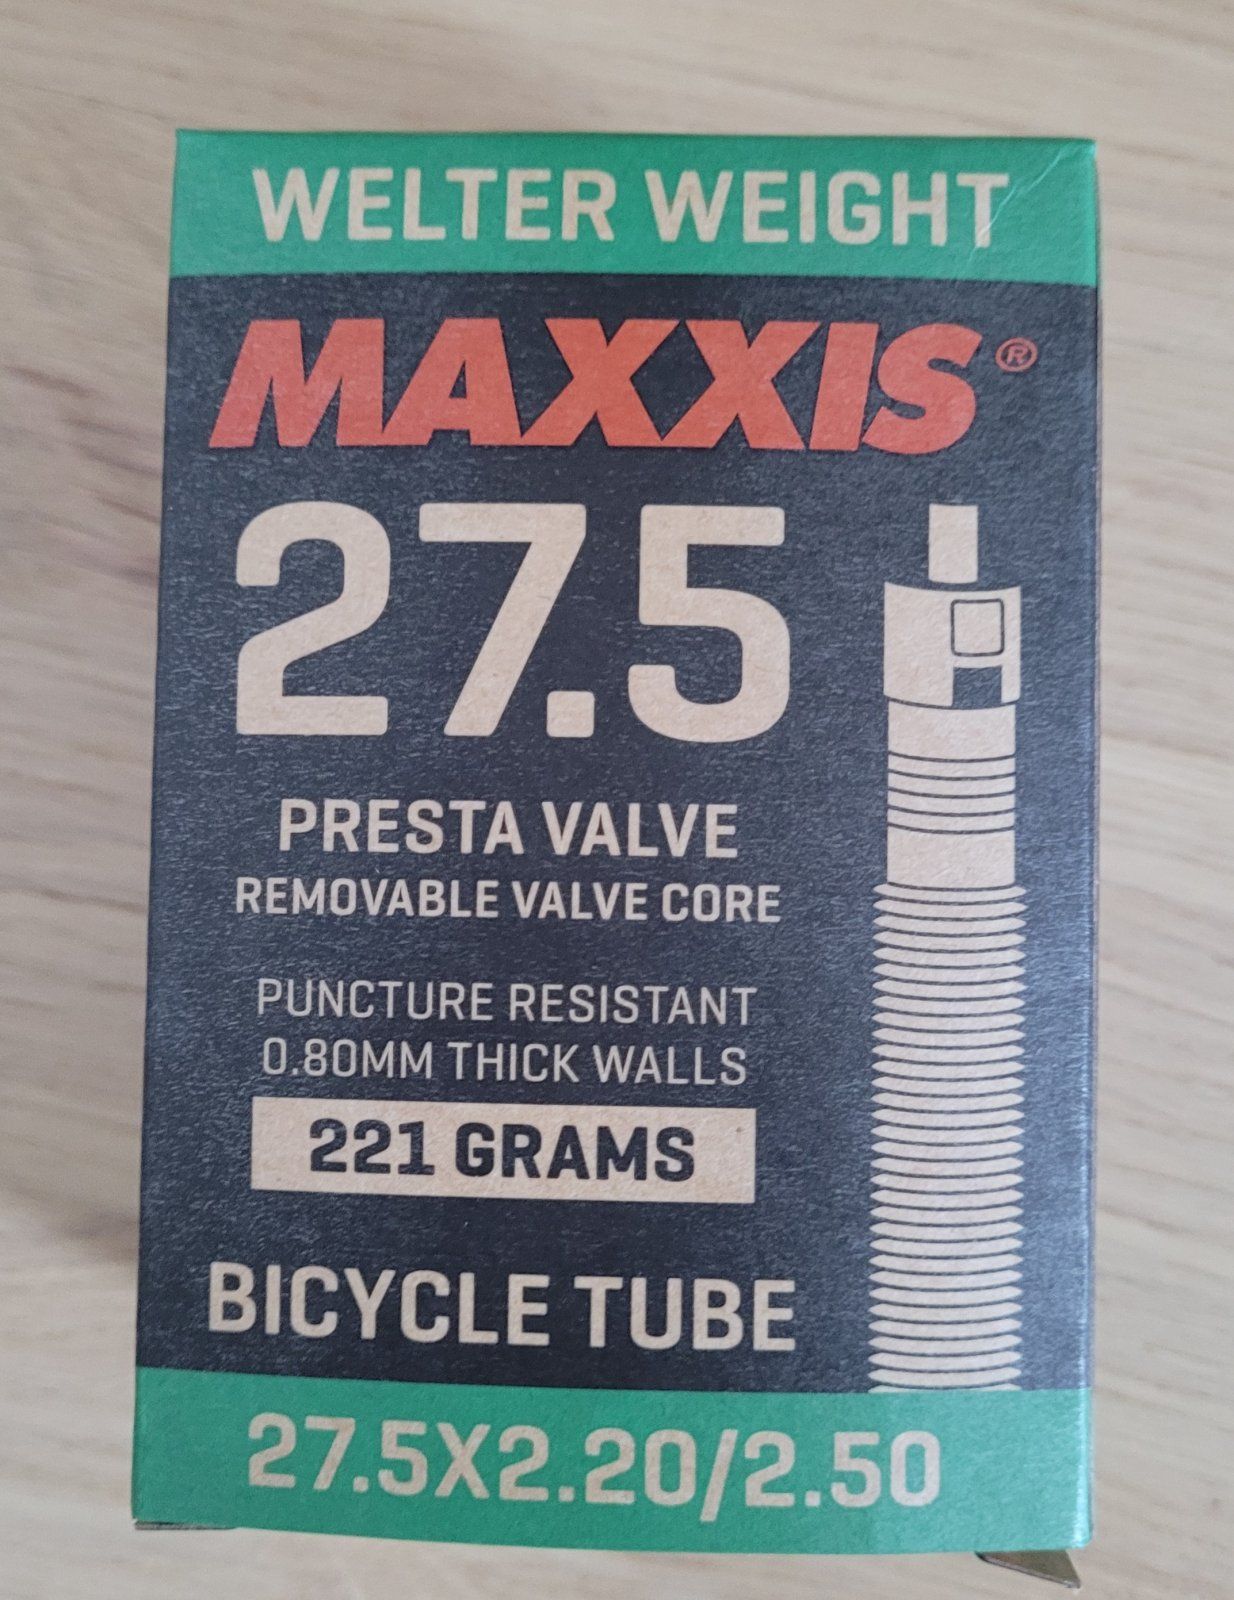 WELTER WEIGHT
MAXXIS®
27.5
PRESTA VALVE
REMOVABLE VALVE CORE
PUNCTURE RESISTANT
0.80MM THICK WALLS
221 GRAMS
BICYCLE TUBE
27.5X2.20/2.50